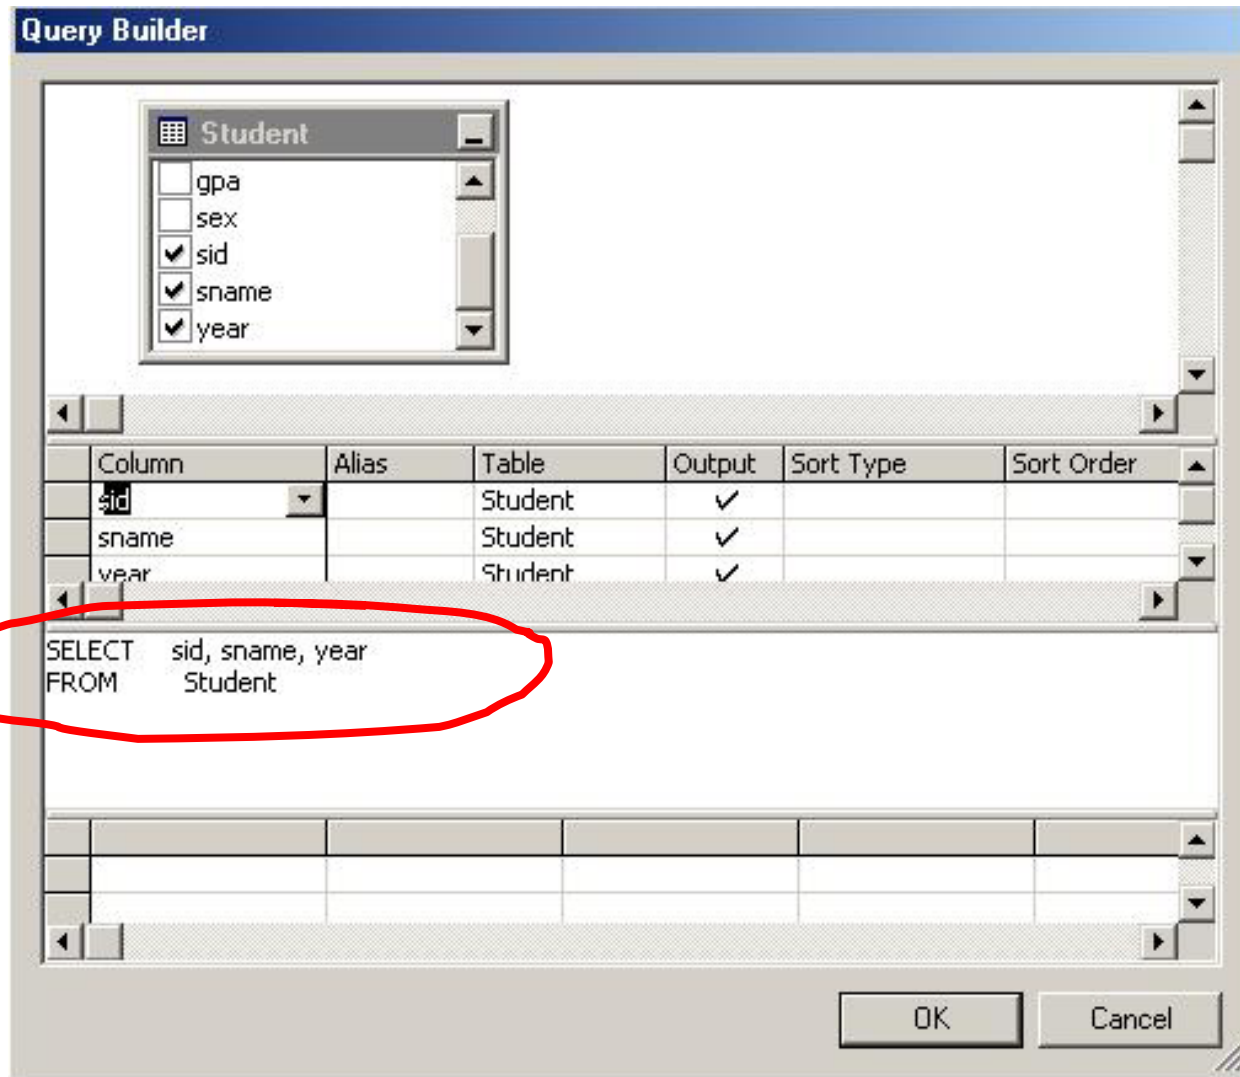 Query Builder
Student
gpa
sex
sid
sname
year
Column Alias Table Output Sort Type Sort Order
sid Student
sname Student
year Student
SELECT sid, sname, year
FROM Student
OK Cancel